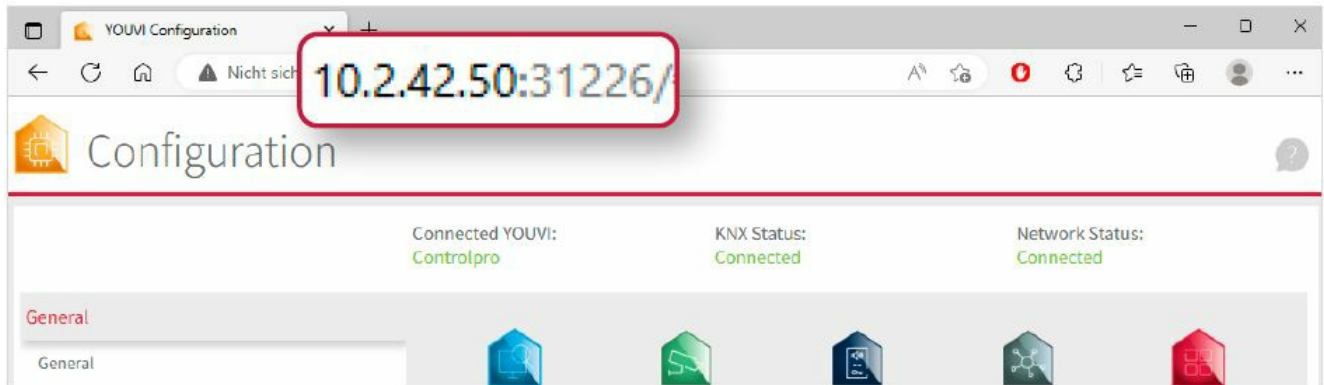 YOUVI Configuration
Nicht sich
10.2.42.50:31226/
Configuration
Connected YOUVI: KNX Status: Network Status:
Controlpro Connected Connected
General
General